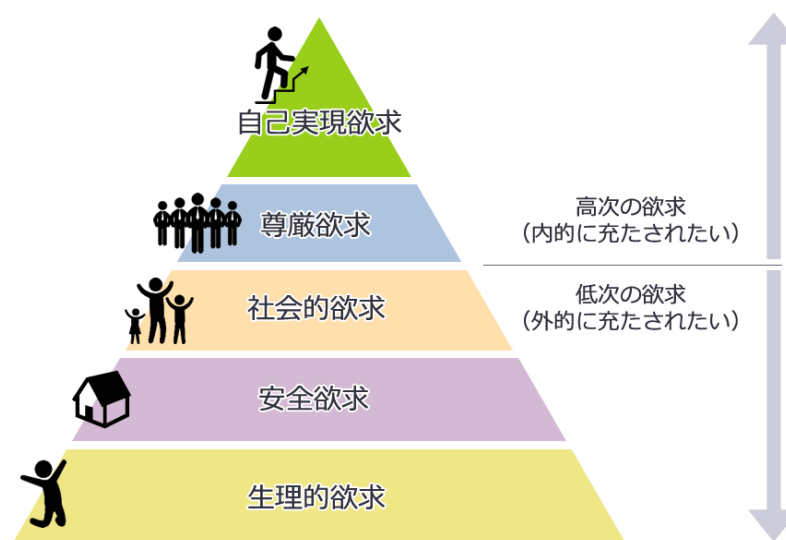 自己実現欲求
尊厳欲求
高次の欲求
（内的に充たされたい）
社会的欲求
低次の欲求
（外的に充たされたい）
安全欲求
生理的欲求